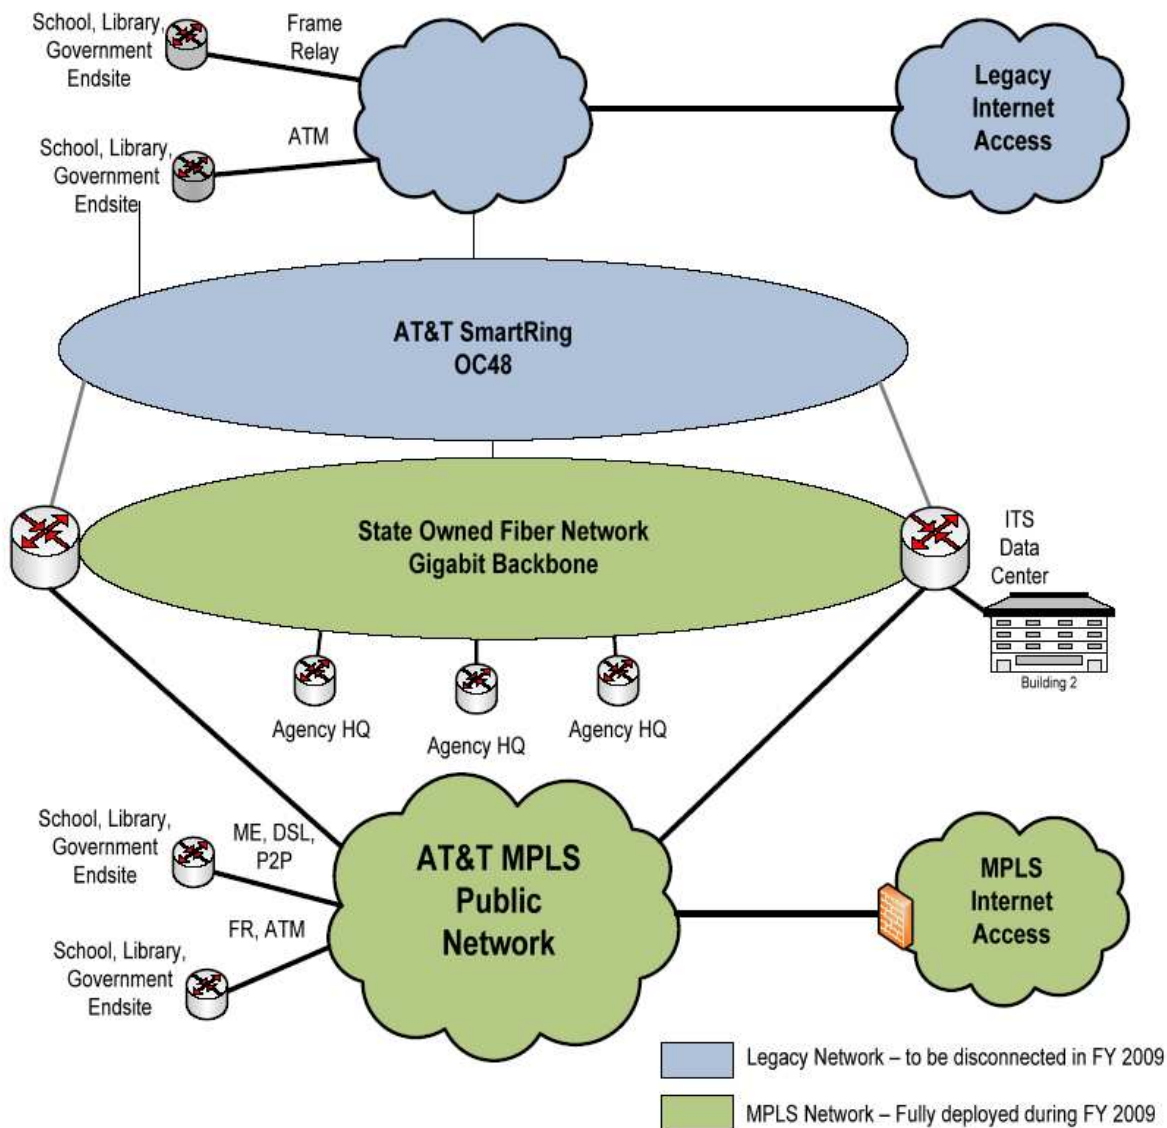 School, Library,
Government
Endsite
Frame
Relay
Legacy
Internet
Access
School, Library,
Government
Endsite
ATM
AT&T SmartRing
OC48
State Owned Fiber Network
Gigabit Backbone
ITS
Data
Center
Building 2
Agency HQ
Agency HQ
Agency HQ
School, Library,
Government
Endsite
ME, DSL,
P2P
AT&T MPLS
Public
Network
MPLS
Internet
Access
School, Library,
Government
Endsite
FR, ATM
Legacy Network – to be disconnected in FY 2009
MPLS Network – Fully deployed during FY 2009